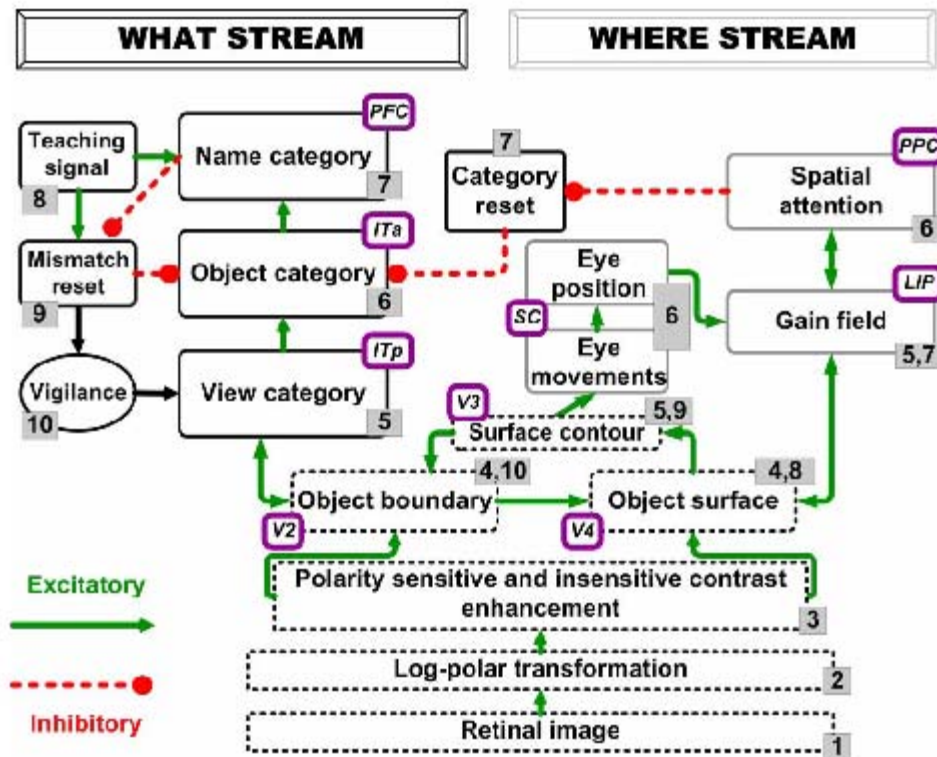 WHAT STREAM
WHERE STREAM
PFC
Teaching
signal
8
Name category
7
7
Category
reset
PPC
Spatial
attention
6
ITa
Mismatch
reset
9
Object category
6
Eye
position
SC
6
Eye
movements
LIP
Gain field
5,7
ITp
Vigilance
10
View category
5
V3
5,9
Surface contour
4,10
Object boundary
V2
4,8
Object surface
V4
Excitatory
Polarity sensitive and insensitive contrast
enhancement
3
Log-polar transformation
2
Inhibitory
Retinal image
1